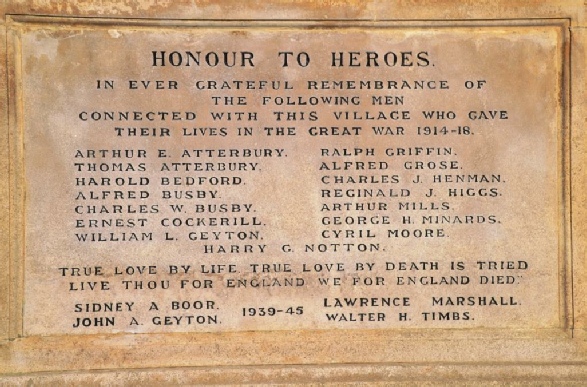 HONOUR TO HEROES.
IN EVER GRATEFUL REMEMBRANCE OF
THE FOLLOWING MEN
CONNECTED WITH THIS VILLAGE WHO GAVE
THEIR LIVES IN THE GREAT WAR 1914-18.
ARTHUR E. ATTERBURY. RALPH GRIFFIN.
THOMAS ATTERBURY. ALFRED GROSE.
HAROLD BEDFORD. CHARLES J. HENMAN.
ALFRED BUSBY. REGINALD J. HIGGS.
CHARLES W. BUSBY. ARTHUR MILLS.
ERNEST COCKERILL. GEORGE H. MINARDS.
WILLIAM L. GEYTON. CYRIL MOORE.
HARRY G. NOTTON.
TRUE LOVE BY LIFE TRUE LOVE BY DEATH IS TRIED
LIVE THOU FOR ENGLAND WE FOR ENGLAND DIED."
SIDNEY A BOOR. 1939-45 LAWRENCE MARSHALL.
JOHN A. GEYTON. WALTER H. TIMBS.